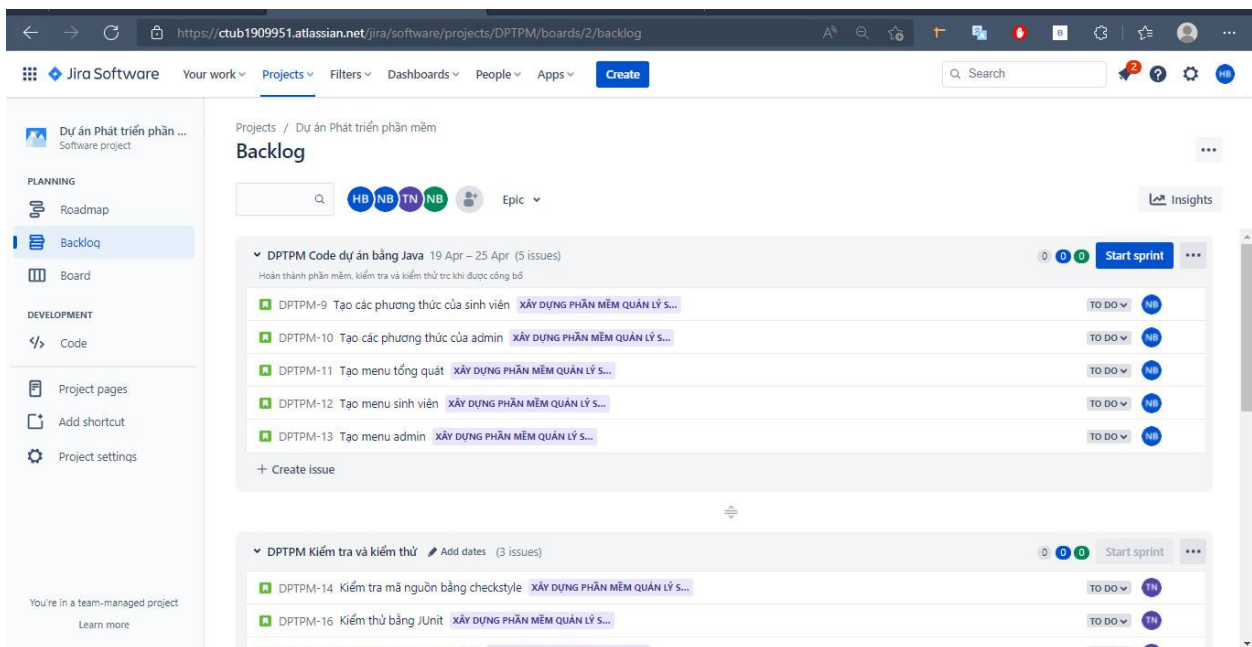 https://ctub1909951.atlassian.net/jira/software/projects/DPTPM/boards/2/backlog
Jira Software Your work Projects Filters Dashboards People Apps Create Search 2 HB
Dự án Phát triển phần ...
Software project
PLANNING
Roadmap
Backlog
Board
DEVELOPMENT
Code
Project pages
Add shortcut
Project settings
You're in a team-managed project
Learn more
Projects / Dự án Phát triển phần mềm
Backlog
HB NB TN NB Epic Insights
DPTPM Code dự án bằng Java 19 Apr – 25 Apr (5 issues) 0 0 0 Start sprint
Hoàn thành phần mềm, kiểm tra và kiểm thử trc khi được công bố
DPTPM-9 Tạo các phương thức của sinh viên XÂY DỰNG PHẦN MỀM QUẢN LÝ S... TO DO NB
DPTPM-10 Tạo các phương thức của admin XÂY DỰNG PHẦN MỀM QUẢN LÝ S... TO DO NB
DPTPM-11 Tạo menu tổng quát XÂY DỰNG PHẦN MỀM QUẢN LÝ S... TO DO NB
DPTPM-12 Tạo menu sinh viên XÂY DỰNG PHẦN MỀM QUẢN LÝ S... TO DO NB
DPTPM-13 Tạo menu admin XÂY DỰNG PHẦN MỀM QUẢN LÝ S... TO DO NB
+ Create issue
DPTPM Kiểm tra và kiểm thử Add dates (3 issues) 0 0 0 Start sprint
DPTPM-14 Kiểm tra mã nguồn bằng checkstyle XÂY DỰNG PHẦN MỀM QUẢN LÝ S... TO DO TN
DPTPM-16 Kiểm thử bằng JUnit XÂY DỰNG PHẦN MỀM QUẢN LÝ S... TO DO TN